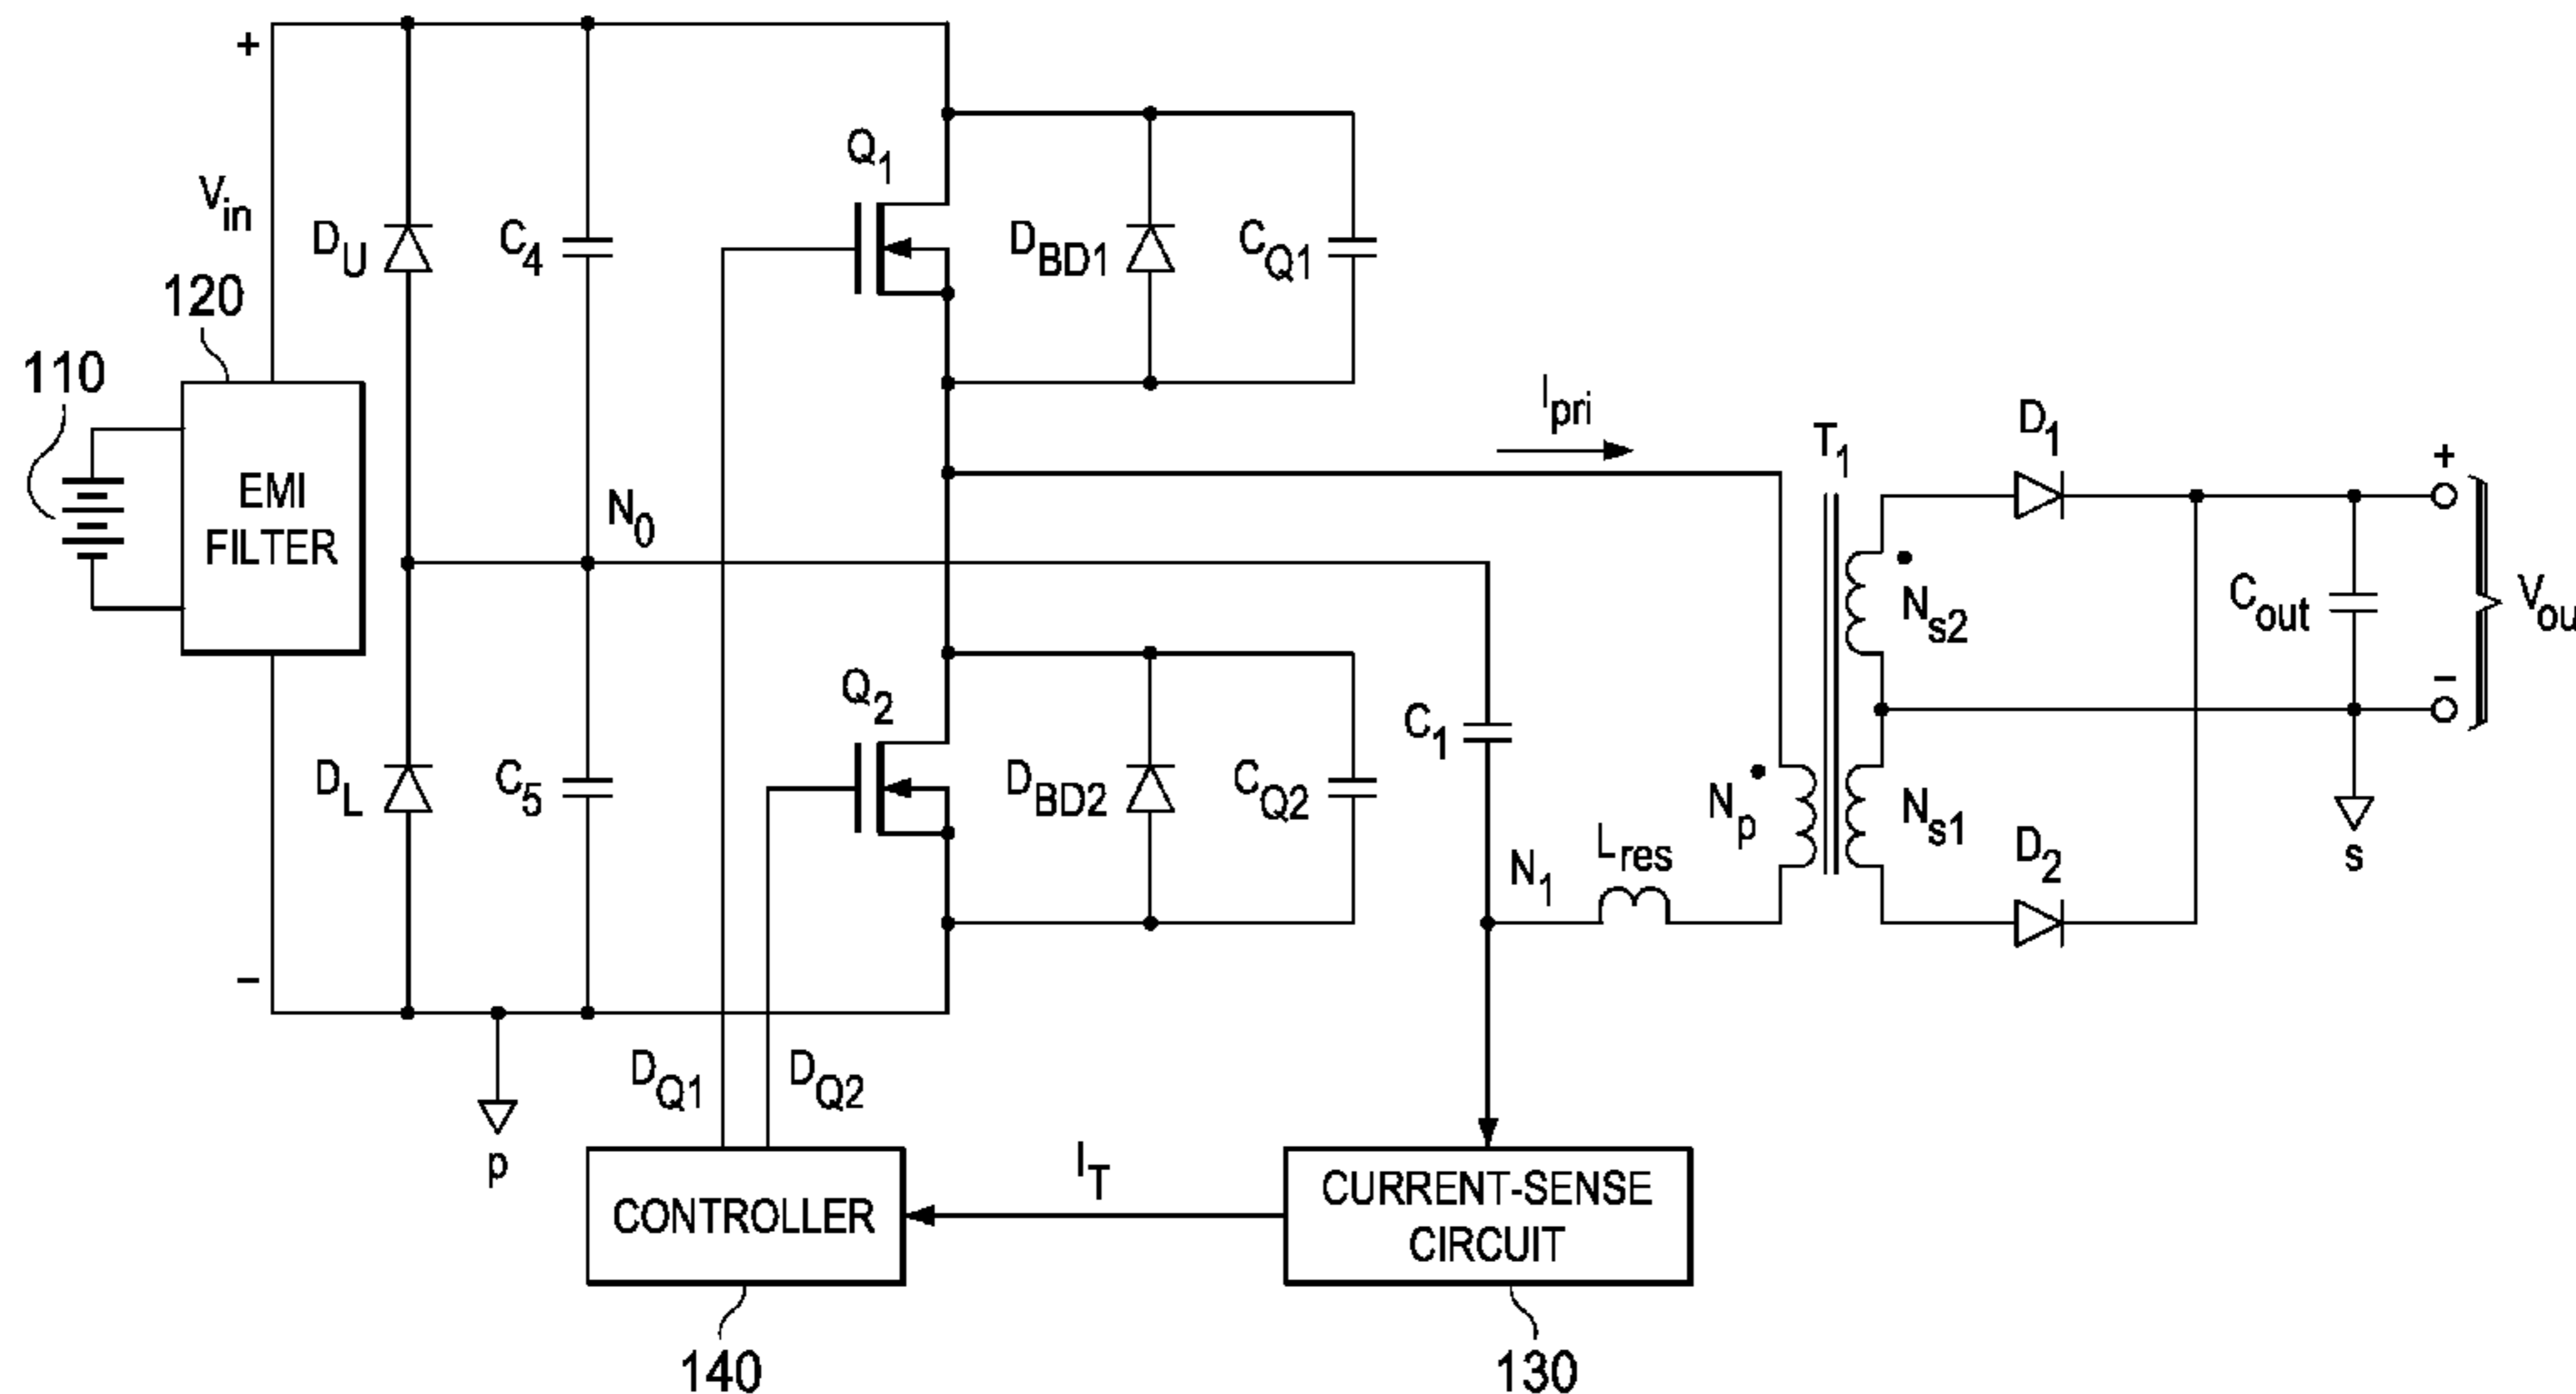 +
Vin
120
110
EMI
FILTER
DU
C4
Q1
DBD1
CQ1
N0
Ipri
T1
D1
+
Ns2
Cout
Vou
−
Q2
DL
C5
DBD2
CQ2
C1
N1
Lres
Np
Ns1
D2
s
−
p
DQ1
DQ2
CONTROLLER
IT
CURRENT-SENSE
CIRCUIT
140
130